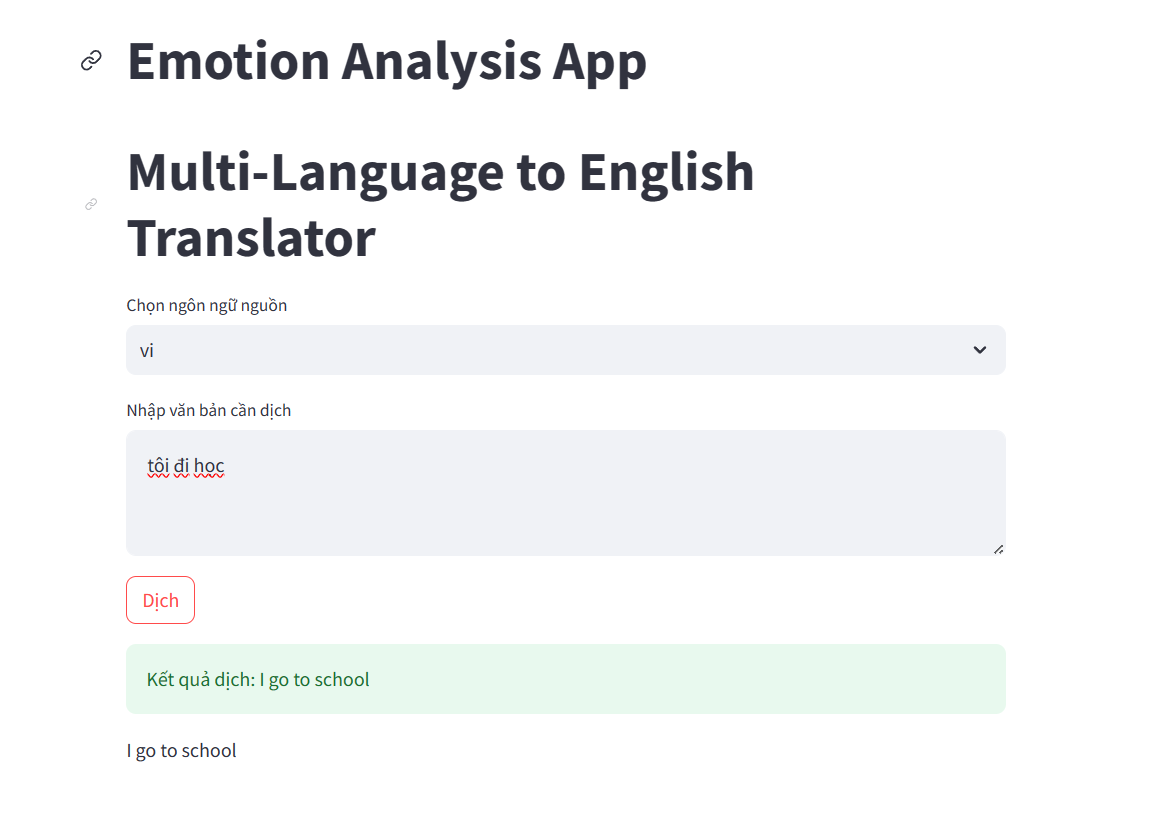 Emotion Analysis App
Multi-Language to English
Translator
Chọn ngôn ngữ nguồn
vi
Nhập văn bản cần dịch
tôi đi học
Dịch
Kết quả dịch: I go to school
I go to school